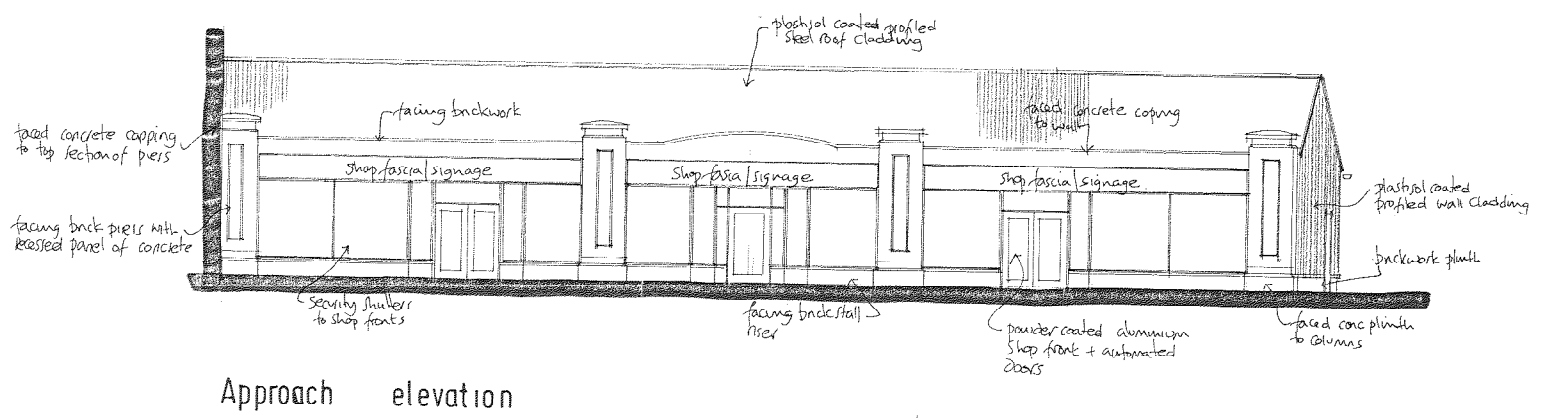 plastisol coated profiled
steel roof cladding
facing brickwork
faced concrete coping
to wall
faced concrete capping
to top section of piers
shop fascia/signage
shop fascia/signage
shop fascia/signage
plastisol coated
profiled wall cladding
facing brick piers with
recessed panel of concrete
brickwork plinth
security shutters
to shop fronts
facing brick stall
riser
powder coated aluminium
shop front + automated
doors
faced conc plinth
to columns
Approach elevation